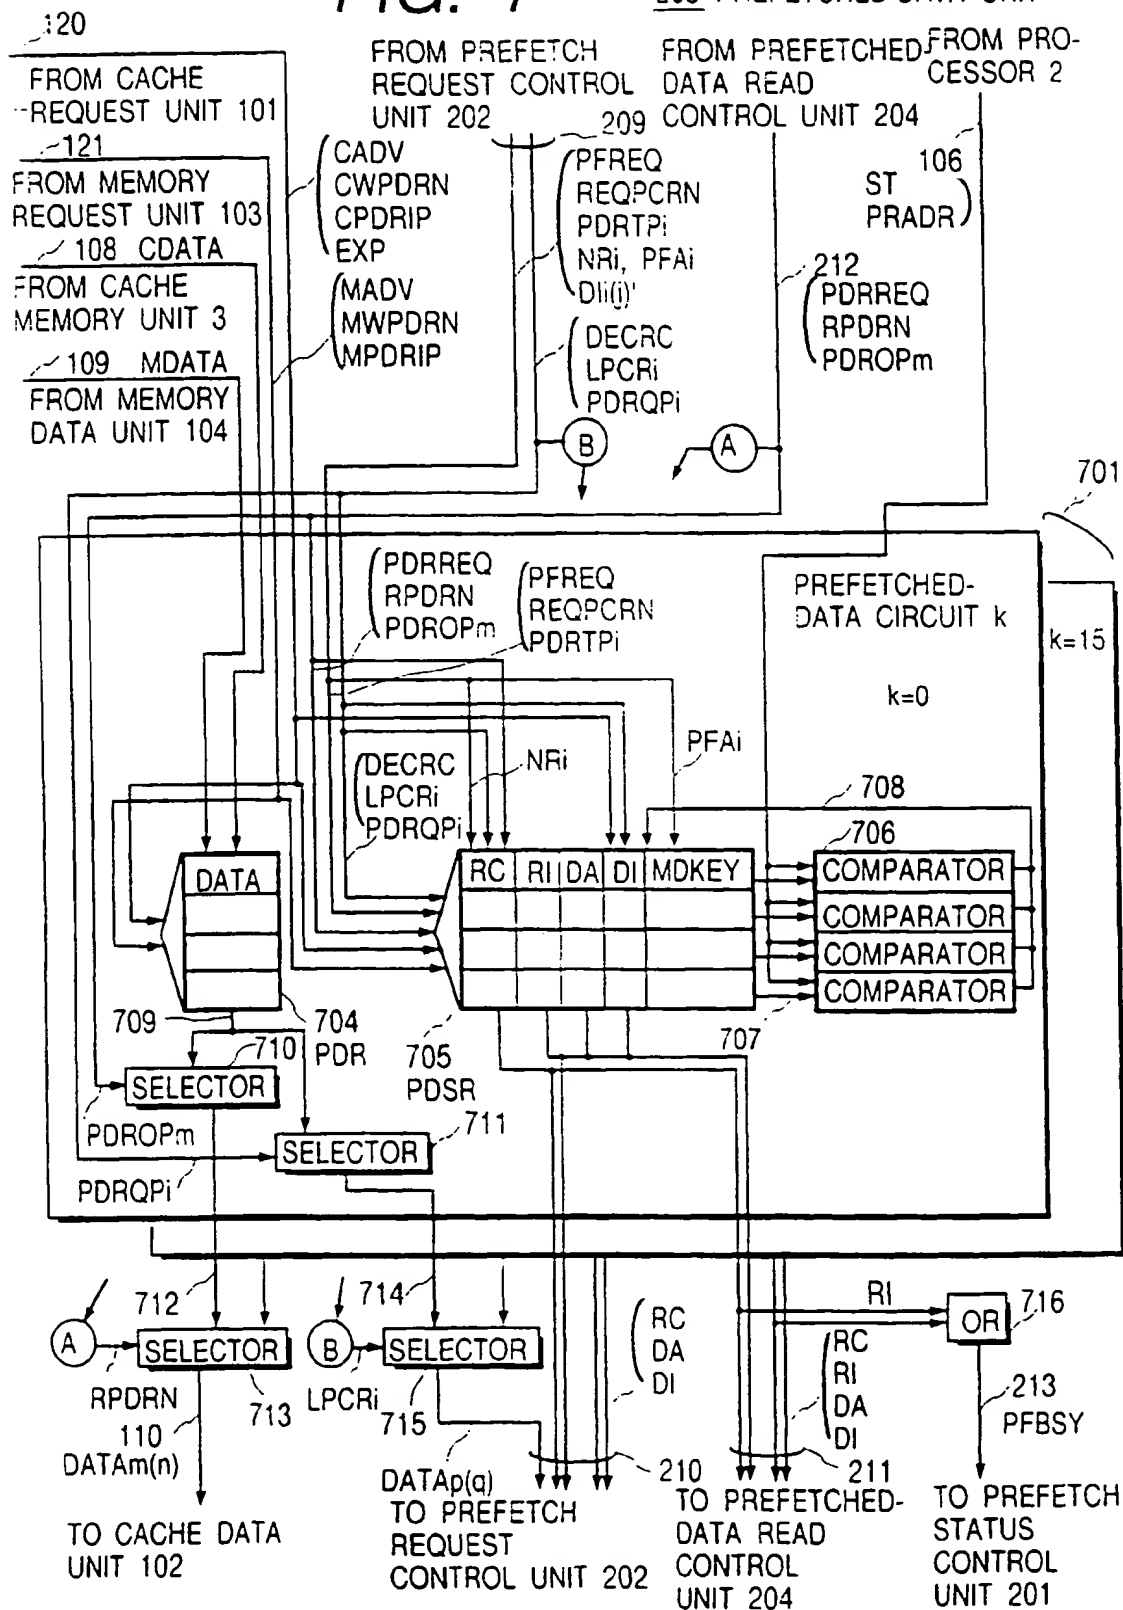 FIG. 7
PREFETCHED DATA UNIT
120
FROM CACHE
REQUEST UNIT 101
121
FROM MEMORY
REQUEST UNIT 103
108 CDATA
FROM CACHE
MEMORY UNIT 3
109 MDATA
FROM MEMORY
DATA UNIT 104
CADV
CWPDRN
CPDRIP
EXP
MADV
MWPDRN
MPDRIP
FROM PREFETCH
REQUEST CONTROL
UNIT 202
209
PFREQ
REQPCRN
PDRTPi
NRi, PFAi
DIi(i)'
DECRC
LPCRi
PDRQPi
B
FROM PREFETCHED
DATA READ
CONTROL UNIT 204
212
PDRREQ
RPDRN
PDROPm
A
FROM PRO-
CESSOR 2
106
ST
PRADR
701
PREFETCHED-
DATA CIRCUIT k
k=15
k=0
PDRREQ
RPDRN
PDROPm
PFREQ
REQPCRN
PDRTPi
DECRC
LPCRi
PDRQPi
NRi
PFAi
708
706
DATA
RC RI DA DI MDKEY
COMPARATOR
COMPARATOR
COMPARATOR
COMPARATOR
707
709
704
PDR
705
PDSR
710
SELECTOR
711
SELECTOR
PDROPm
PDRQPi
712
714
A
SELECTOR
RPDRN
713
B
SELECTOR
LPCRi
715
RC
DA
DI
RI
OR
716
RC
RI
DA
DI
213
PFBSY
110
DATAm(n)
DATAp(q)
210
211
TO CACHE DATA
UNIT 102
TO PREFETCH
REQUEST
CONTROL UNIT 202
TO PREFETCHED-
DATA READ
CONTROL
UNIT 204
TO PREFETCH
STATUS
CONTROL
UNIT 201